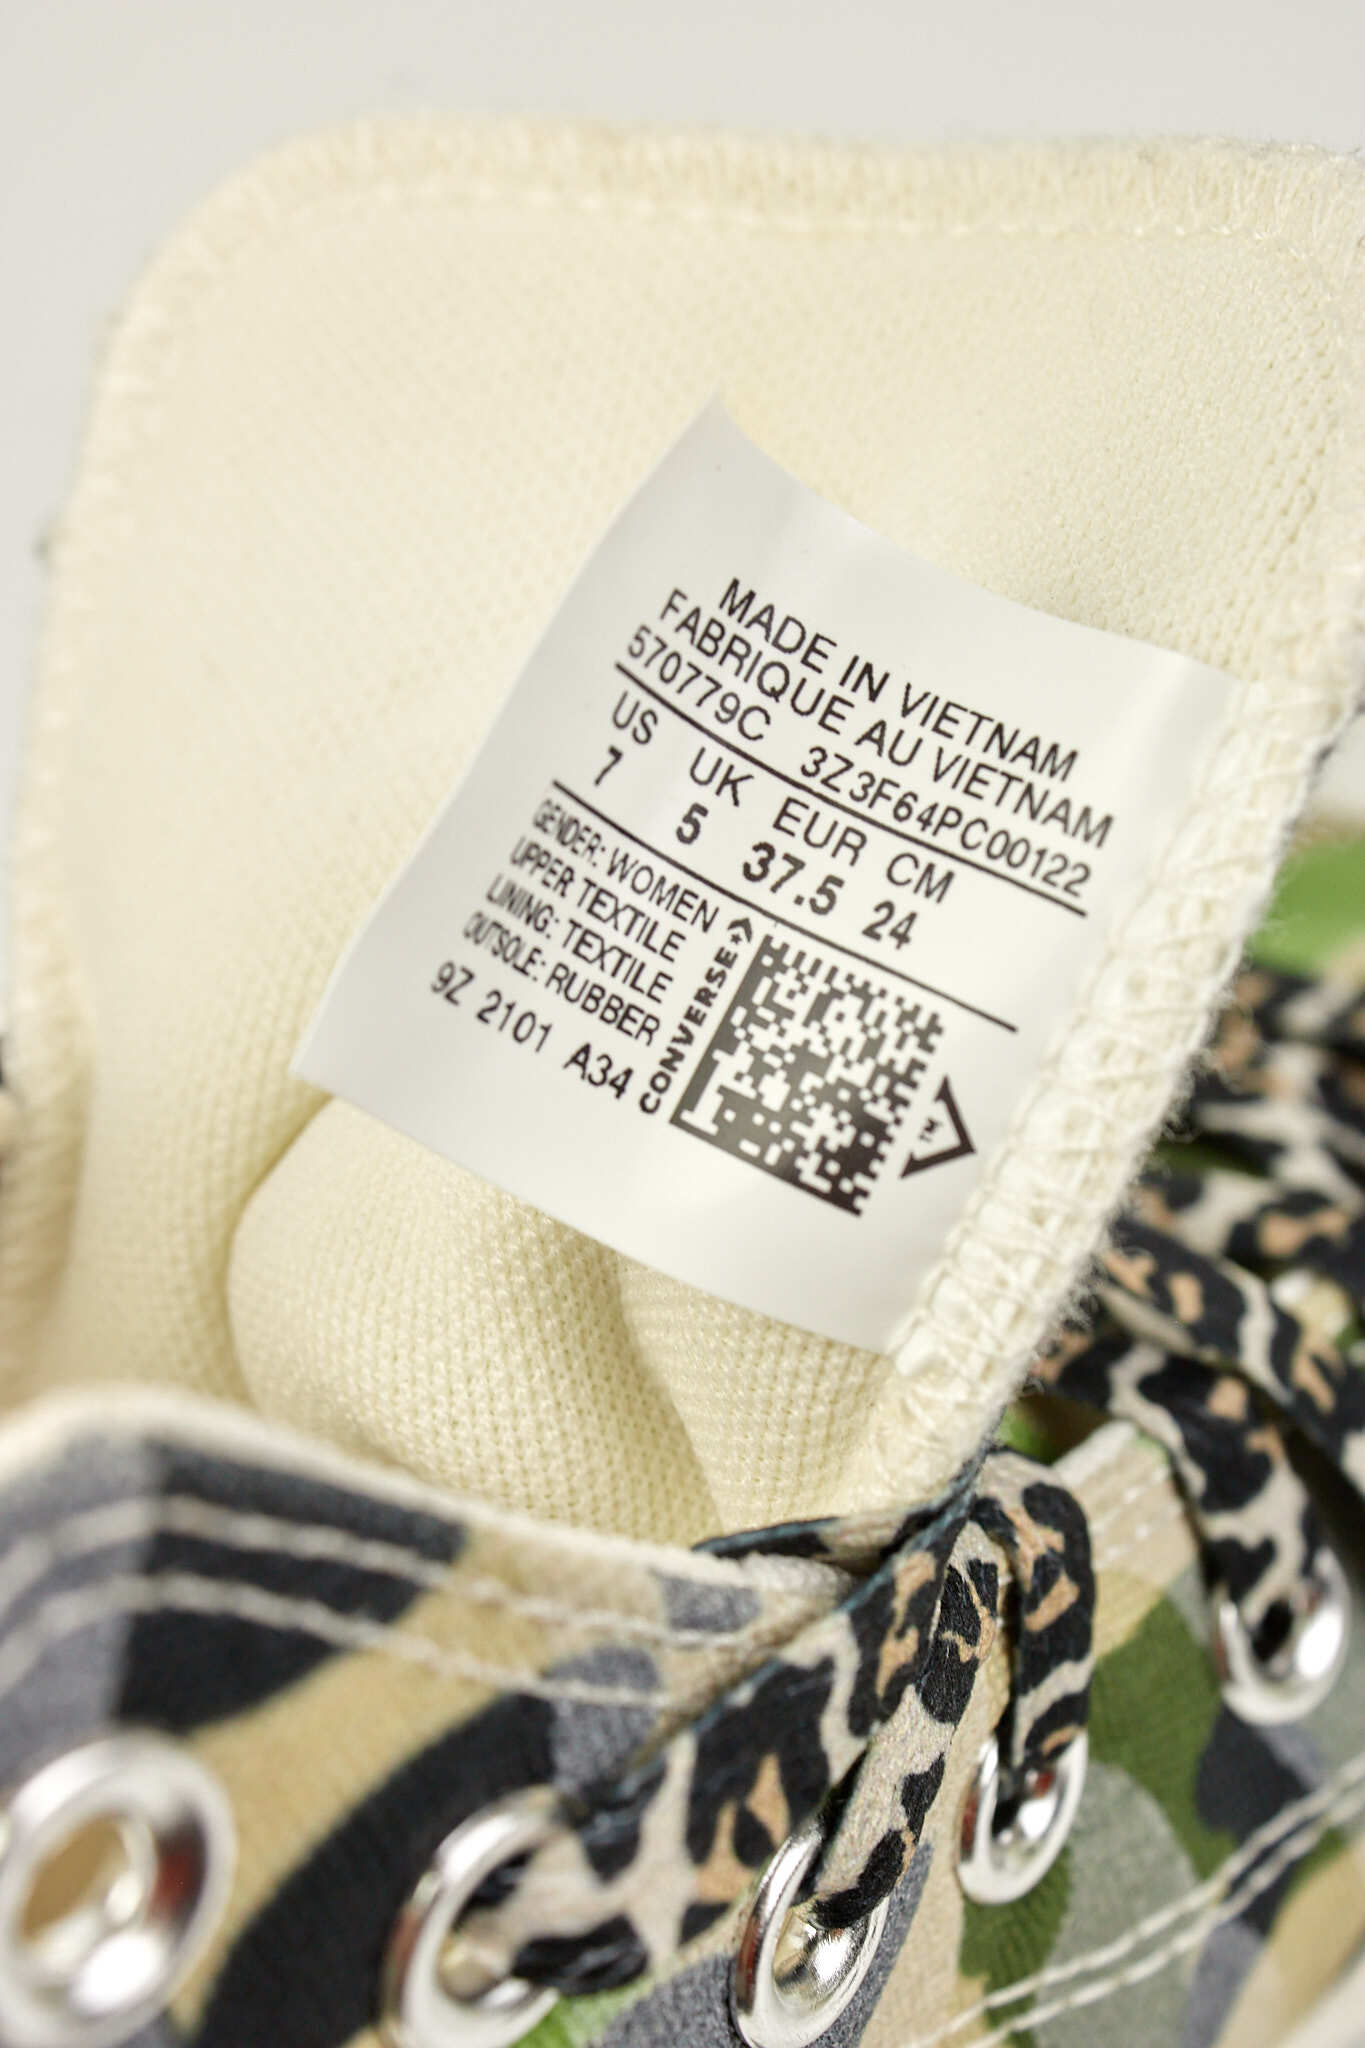 MADE IN VIETNAM
FABRIQUE AU VIETNAM
570779C 3Z3F64PC00122
US UK EUR CM
7 5 37.5 24
GENDER: WOMEN
UPPER TEXTILE
LINING: TEXTILE
OUTSOLE: RUBBER
9Z 2101 A34
CONVERSE
TM